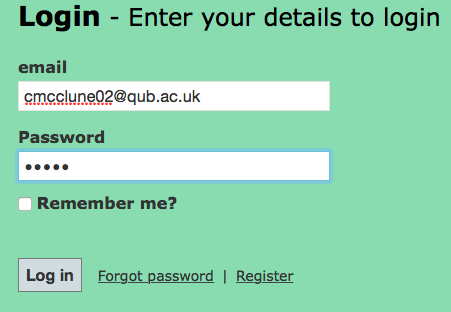 Login - Enter your details to login
email
cmcclune02@qub.ac.uk
Password
•••••
Remember me?
Log in Forgot password | Register